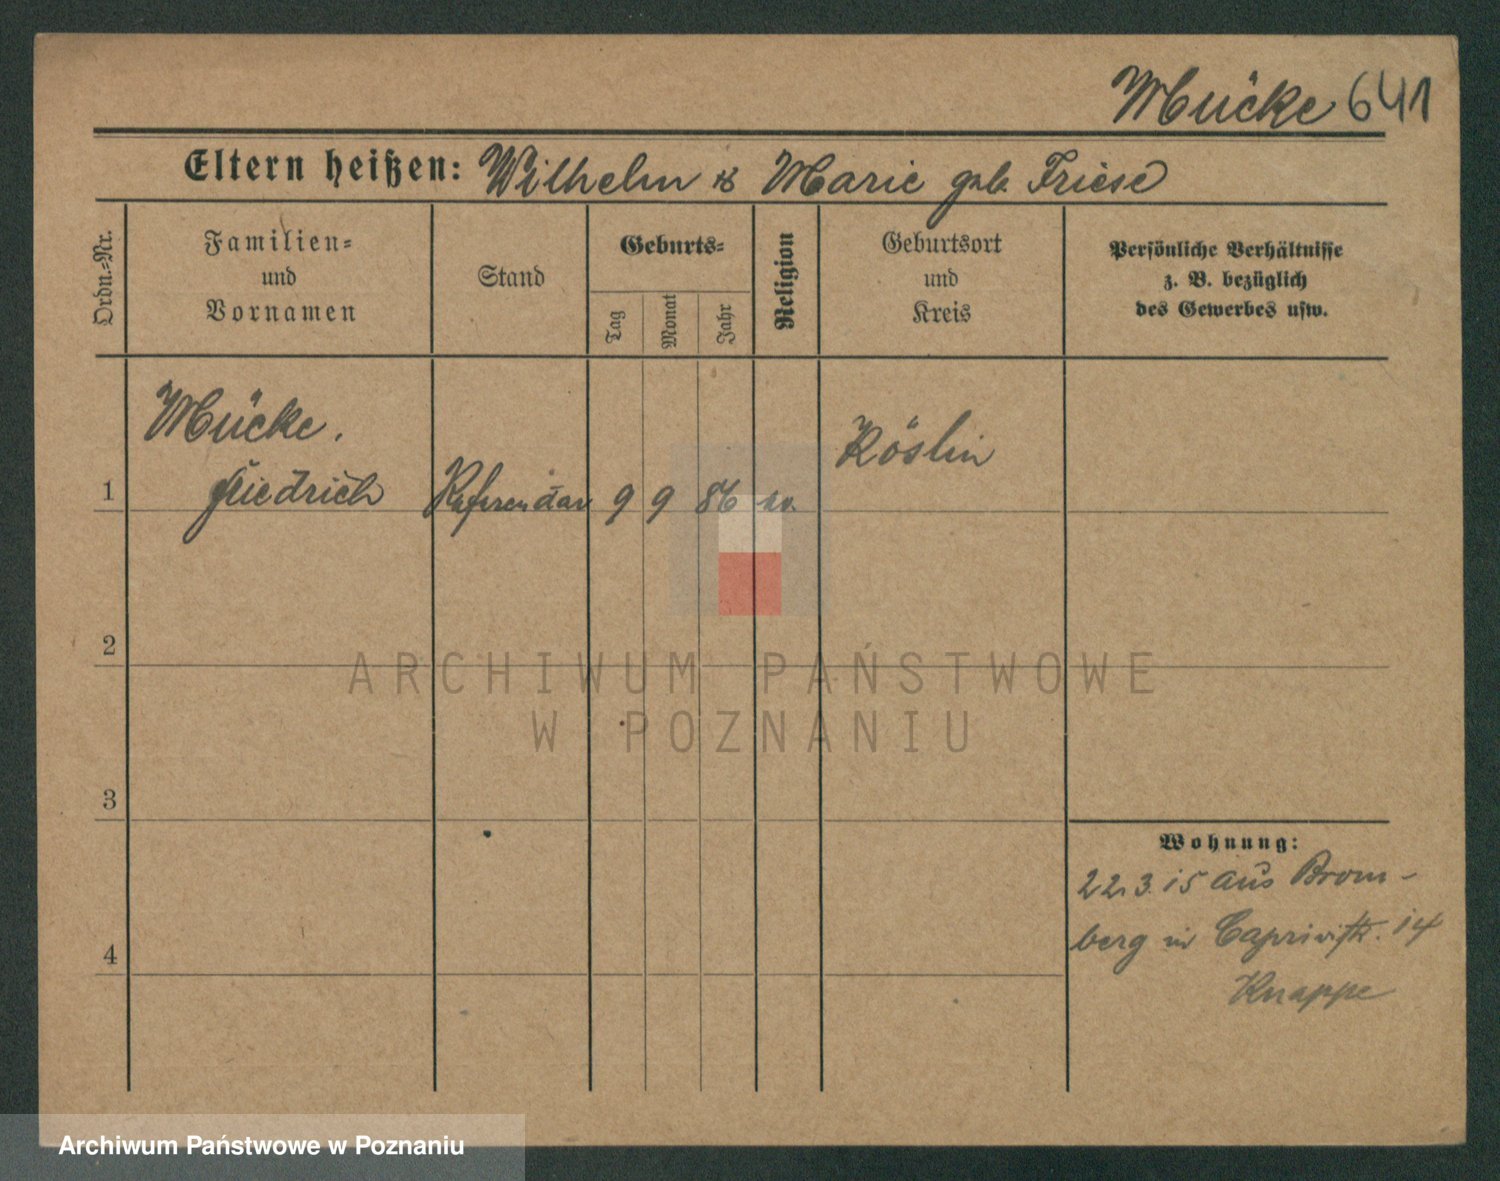 Mücke 641
Eltern heißen: Wilhelm & Marie geb. Friese
Ordn.-Nr.
Familien-
und
Vornamen
Stand
Geburts-
Tag
Monat
Jahr
Religion
Geburtsort
und
Kreis
Persönliche Verhältnisse
z. B. bezüglich
des Gewerbes usw.
Mücke.
Friedrich
1
Referendar
9 9 86 ev.
Köslin
2
3
4
Wohnung:
22.3.15 aus Brom-
berg in Caprivistr. 14
Knappe
ARCHIWUM PAŃSTWOWE
W POZNANIU
Archiwum Państwowe w Poznaniu